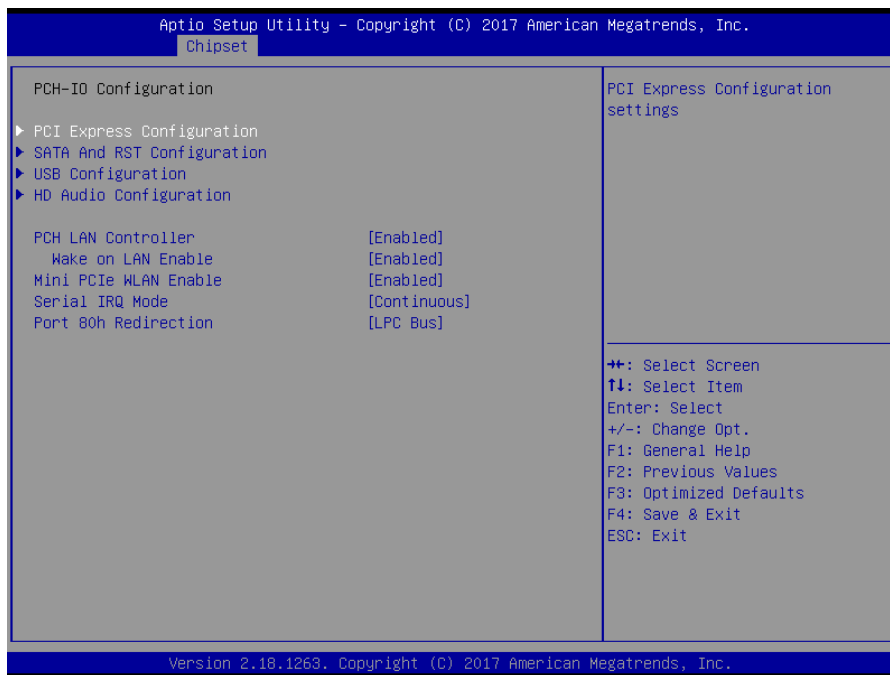 Aptio Setup Utility – Copyright (C) 2017 American Megatrends, Inc.
Chipset
PCH-IO Configuration
PCI Express Configuration
SATA And RST Configuration
USB Configuration
HD Audio Configuration
PCH LAN Controller [Enabled]
Wake on LAN Enable [Enabled]
Mini PCIe WLAN Enable [Enabled]
Serial IRQ Mode [Continuous]
Port 80h Redirection [LPC Bus]
PCI Express Configuration
settings
→←: Select Screen
↑↓: Select Item
Enter: Select
+/-: Change Opt.
F1: General Help
F2: Previous Values
F3: Optimized Defaults
F4: Save & Exit
ESC: Exit
Version 2.18.1263. Copyright (C) 2017 American Megatrends, Inc.